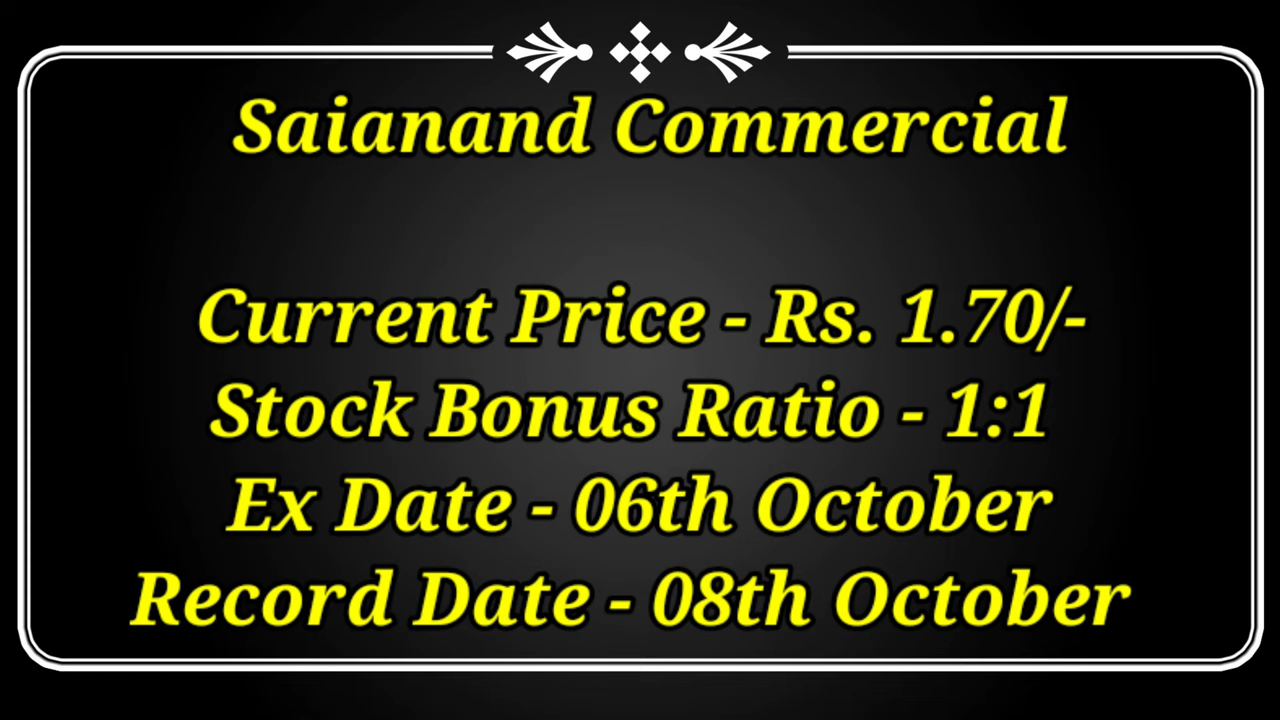 Saianand Commercial
Current Price - Rs. 1.70/-
Stock Bonus Ratio - 1:1
Ex Date - 06th October
Record Date - 08th October